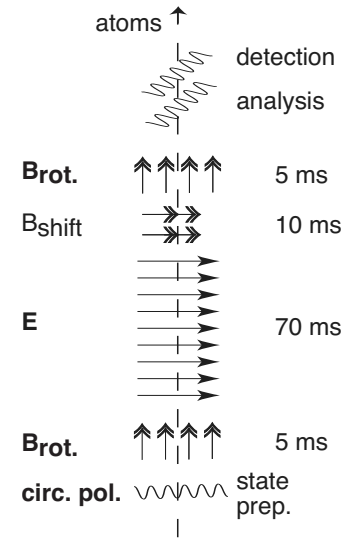 atoms
detection
analysis
Brot. 5 ms
Bshift 10 ms
E 70 ms
Brot. 5 ms
circ. pol. state
prep.